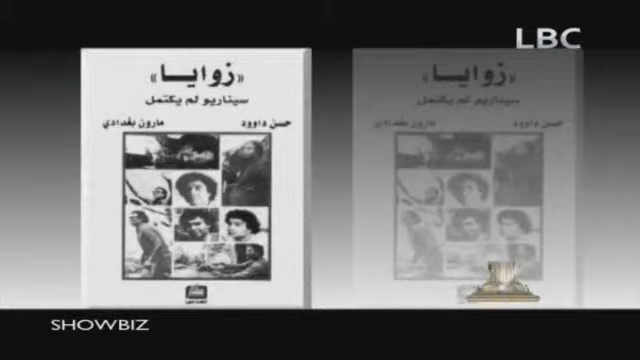 LBC
«زوايا»
سيناريو لم يكتمل
حسن داوود مارون بغدادي
«زوايا»
سيناريو لم يكتمل
حسن داوود مارون بغدادي
SHOWBIZ